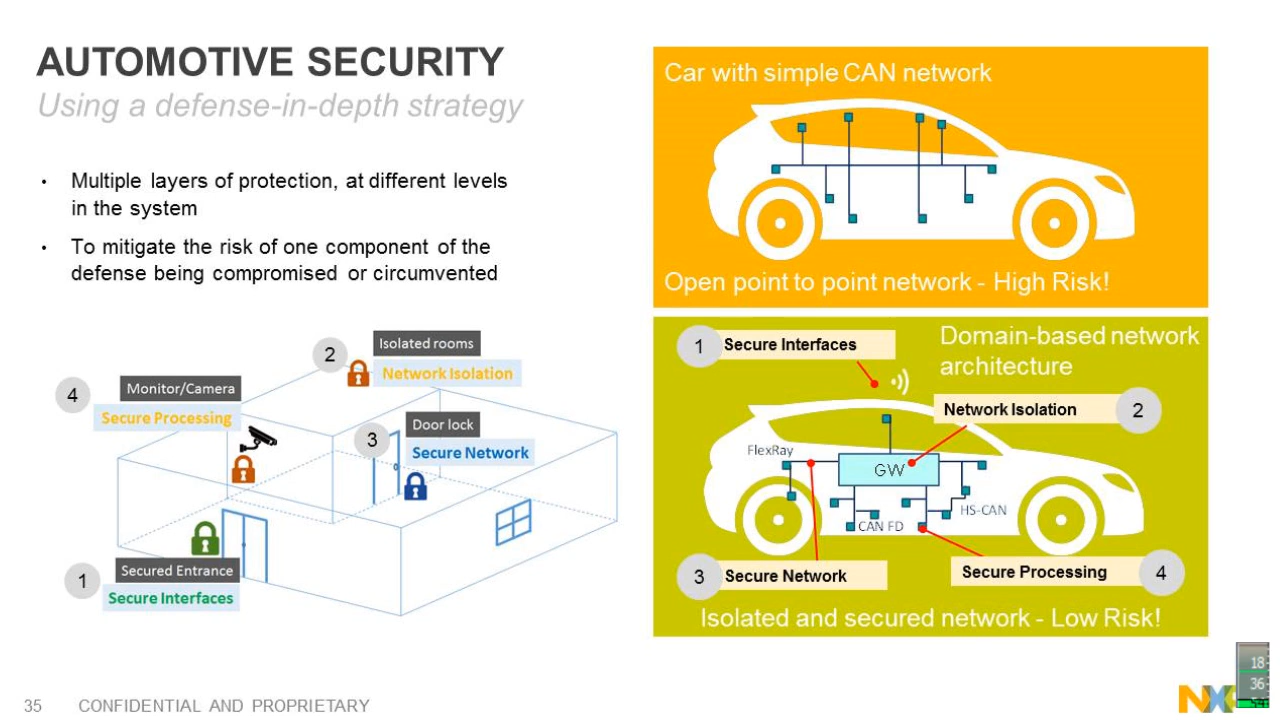 AUTOMOTIVE SECURITY
Using a defense-in-depth strategy
• Multiple layers of protection, at different levels
in the system
• To mitigate the risk of one component of the
defense being compromised or circumvented
2
Isolated rooms
Network Isolation
4
Monitor/Camera
Secure Processing
3
Door lock
Secure Network
1
Secured Entrance
Secure Interfaces
Car with simple CAN network
Open point to point network - High Risk!
1 Secure Interfaces
Domain-based network
architecture
Network Isolation 2
FlexRay
GW
HS-CAN
CAN FD
3 Secure Network
Secure Processing 4
Isolated and secured network - Low Risk!
35 CONFIDENTIAL AND PROPRIETARY
18
36